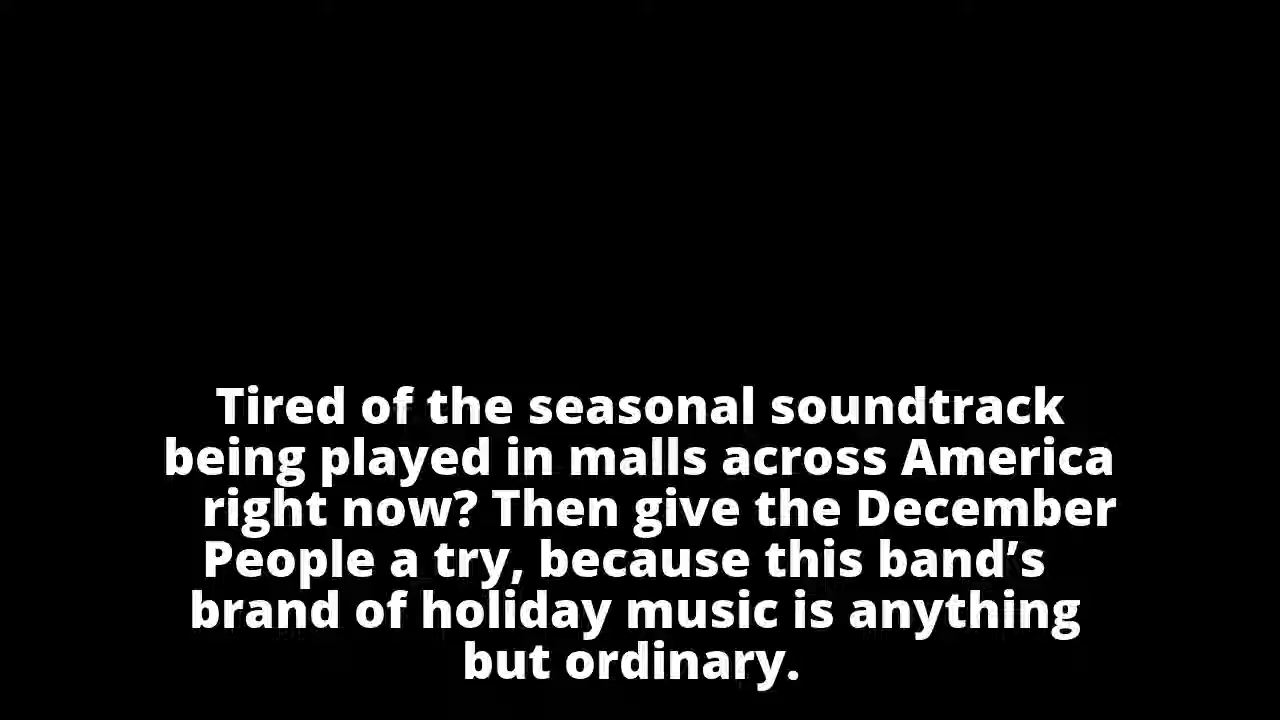 Tired of the seasonal soundtrack
being played in malls across America
right now? Then give the December
People a try, because this band’s
brand of holiday music is anything
but ordinary.